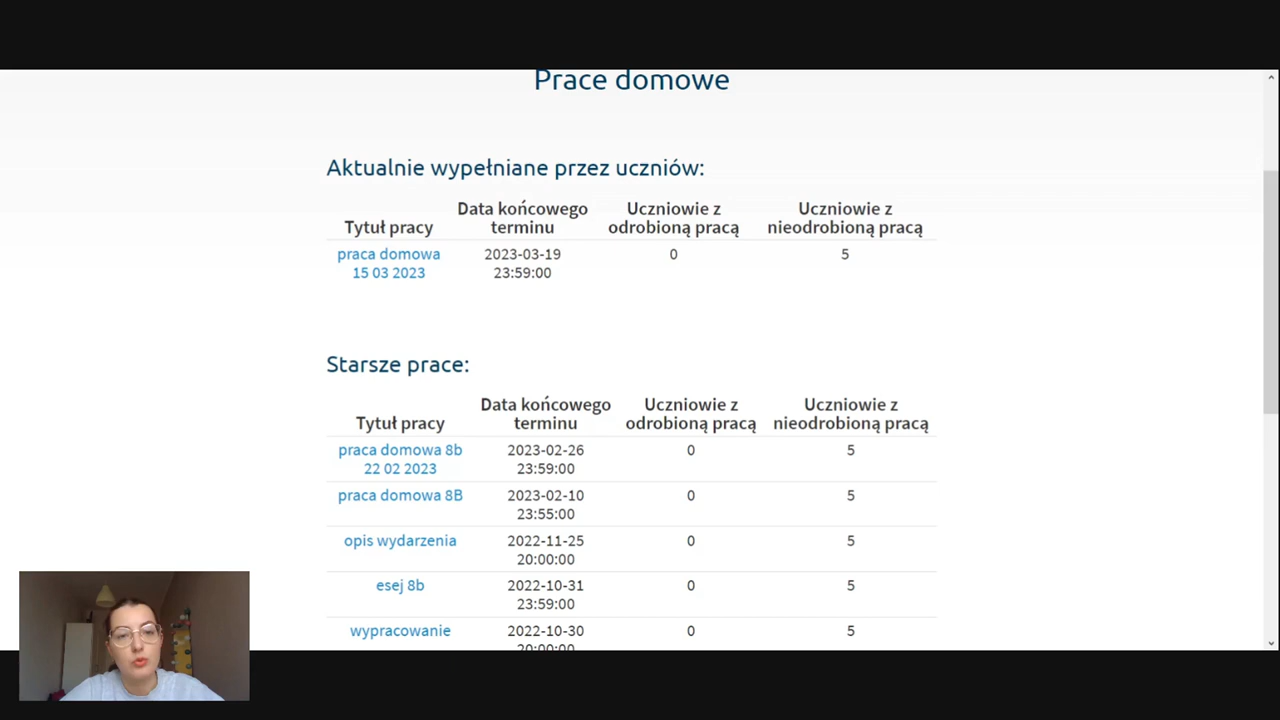 Prace domowe
Aktualnie wypełniane przez uczniów:
Tytuł pracy
Data końcowego
terminu
Uczniowie z
odrobioną pracą
Uczniowie z
nieodrobioną pracą
praca domowa
15 03 2023
2023-03-19
23:59:00
0
5
Starsze prace:
Tytuł pracy
Data końcowego
terminu
Uczniowie z
odrobioną pracą
Uczniowie z
nieodrobioną pracą
praca domowa 8b
22 02 2023
2023-02-26
23:59:00
0
5
praca domowa 8B
2023-02-10
23:55:00
0
5
opis wydarzenia
2022-11-25
20:00:00
0
5
esej 8b
2022-10-31
23:59:00
0
5
wypracowanie
2022-10-30
20:00:00
0
5